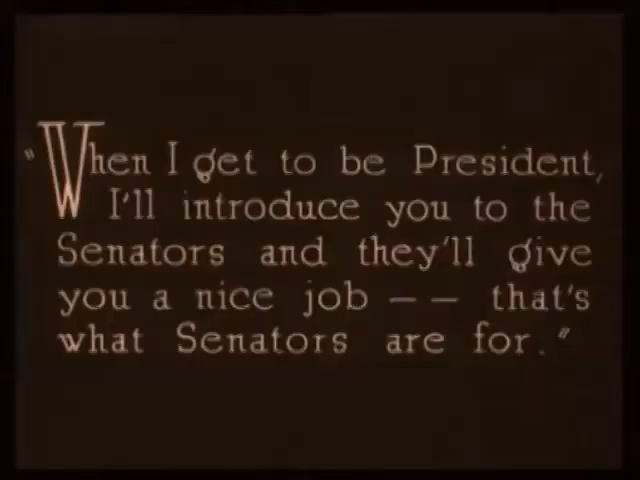 "When I get to be President,
I'll introduce you to the
Senators and they'll give
you a nice job -- that's
what Senators are for."